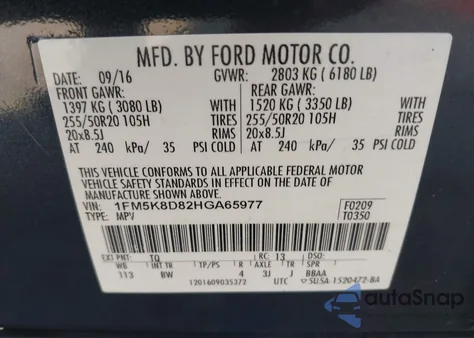 MFD. BY FORD MOTOR CO.
DATE: 09/16 GVWR: 2803 KG ( 6180 LB)
FRONT GAWR: REAR GAWR:
1397 KG ( 3080 LB) WITH 1520 KG ( 3350 LB) WITH
255/50R20 105H TIRES 255/50R20 105H TIRES
20x8.5J RIMS 20x8.5J RIMS
AT 240 kPa/ 35 PSI COLD AT 240 kPa/ 35 PSI COLD
THIS VEHICLE CONFORMS TO ALL APPLICABLE FEDERAL MOTOR
VEHICLE SAFETY STANDARDS IN EFFECT ON THE DATE OF
MANUFACTURE SHOWN ABOVE.
VIN: 1FM5K8D82HGA65977 F0209
TYPE: MPV T0350
EXT PNT: TQ RC: 13 DSO:
WB INT TR TP/PS R AXLE TR SPR
113 BW 4 3J J BBAA
1201609035372 UTC SUSA-1520472-BA
autoSnap